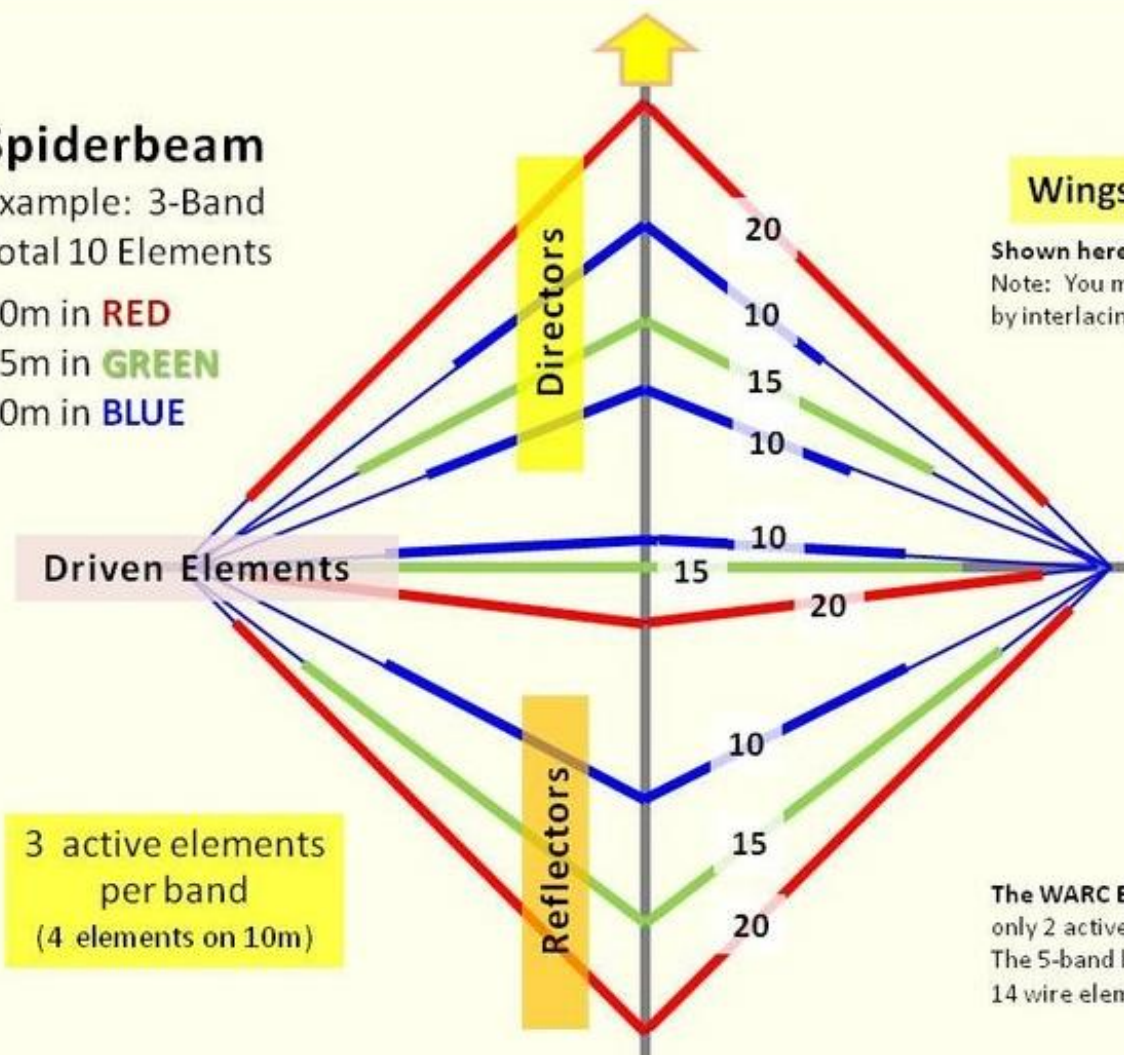 Spiderbeam
xample: 3-Band
otal 10 Elements
0m in RED
5m in GREEN
0m in BLUE
Directors
20
10
15
10
Wings
Shown here
Note: You m
by interlacin
Driven Elements
10
15
20
Reflectors
10
15
20
3 active elements
per band
(4 elements on 10m)
The WARC B
only 2 active
The 5-band b
14 wire elem